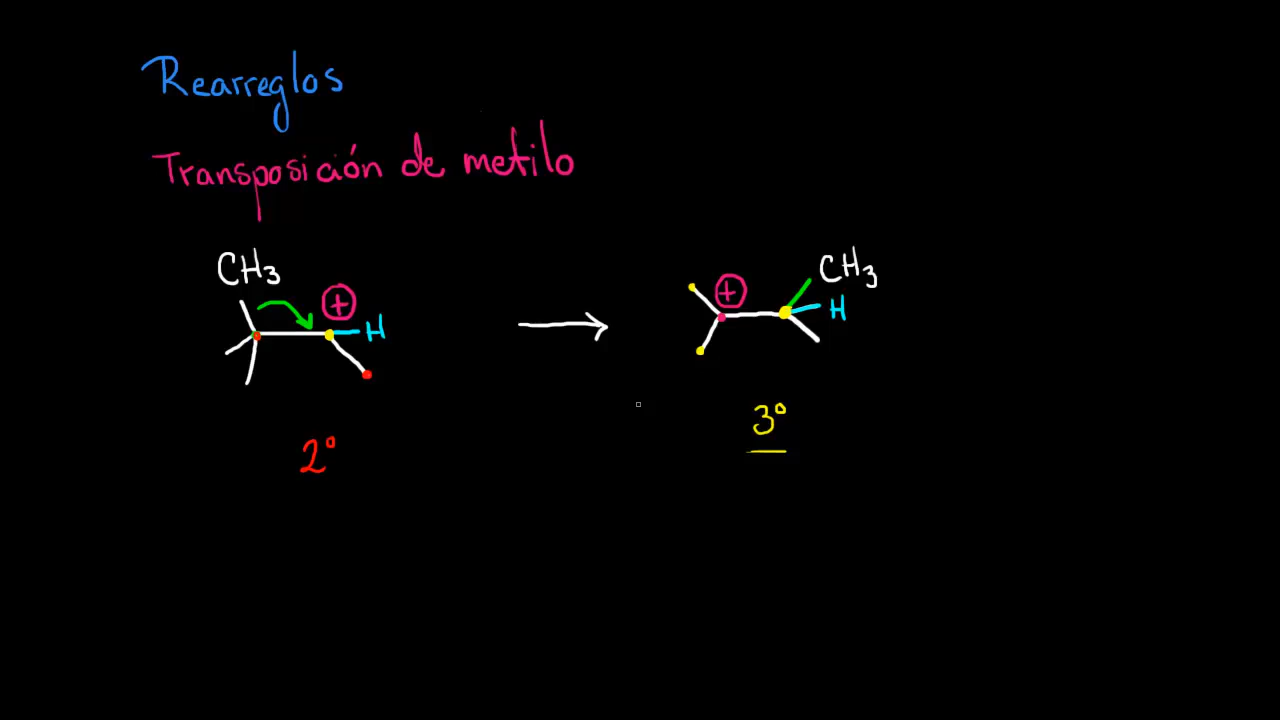 Rearreglos
Transposición de metilo
CH3
+
H
CH3
+
H
2°
3°